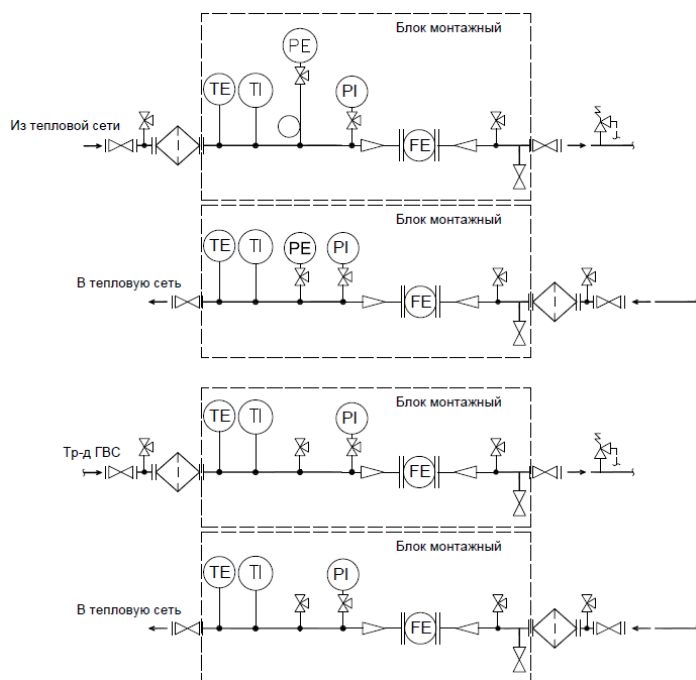 Блок монтажный
PE
TE
TI
PI
Из тепловой сети
FE
Блок монтажный
TE
TI
PE
PI
В тепловую сеть
FE
Блок монтажный
TE
TI
PI
Тр-д ГВС
FE
Блок монтажный
TE
TI
PI
В тепловую сеть
FE